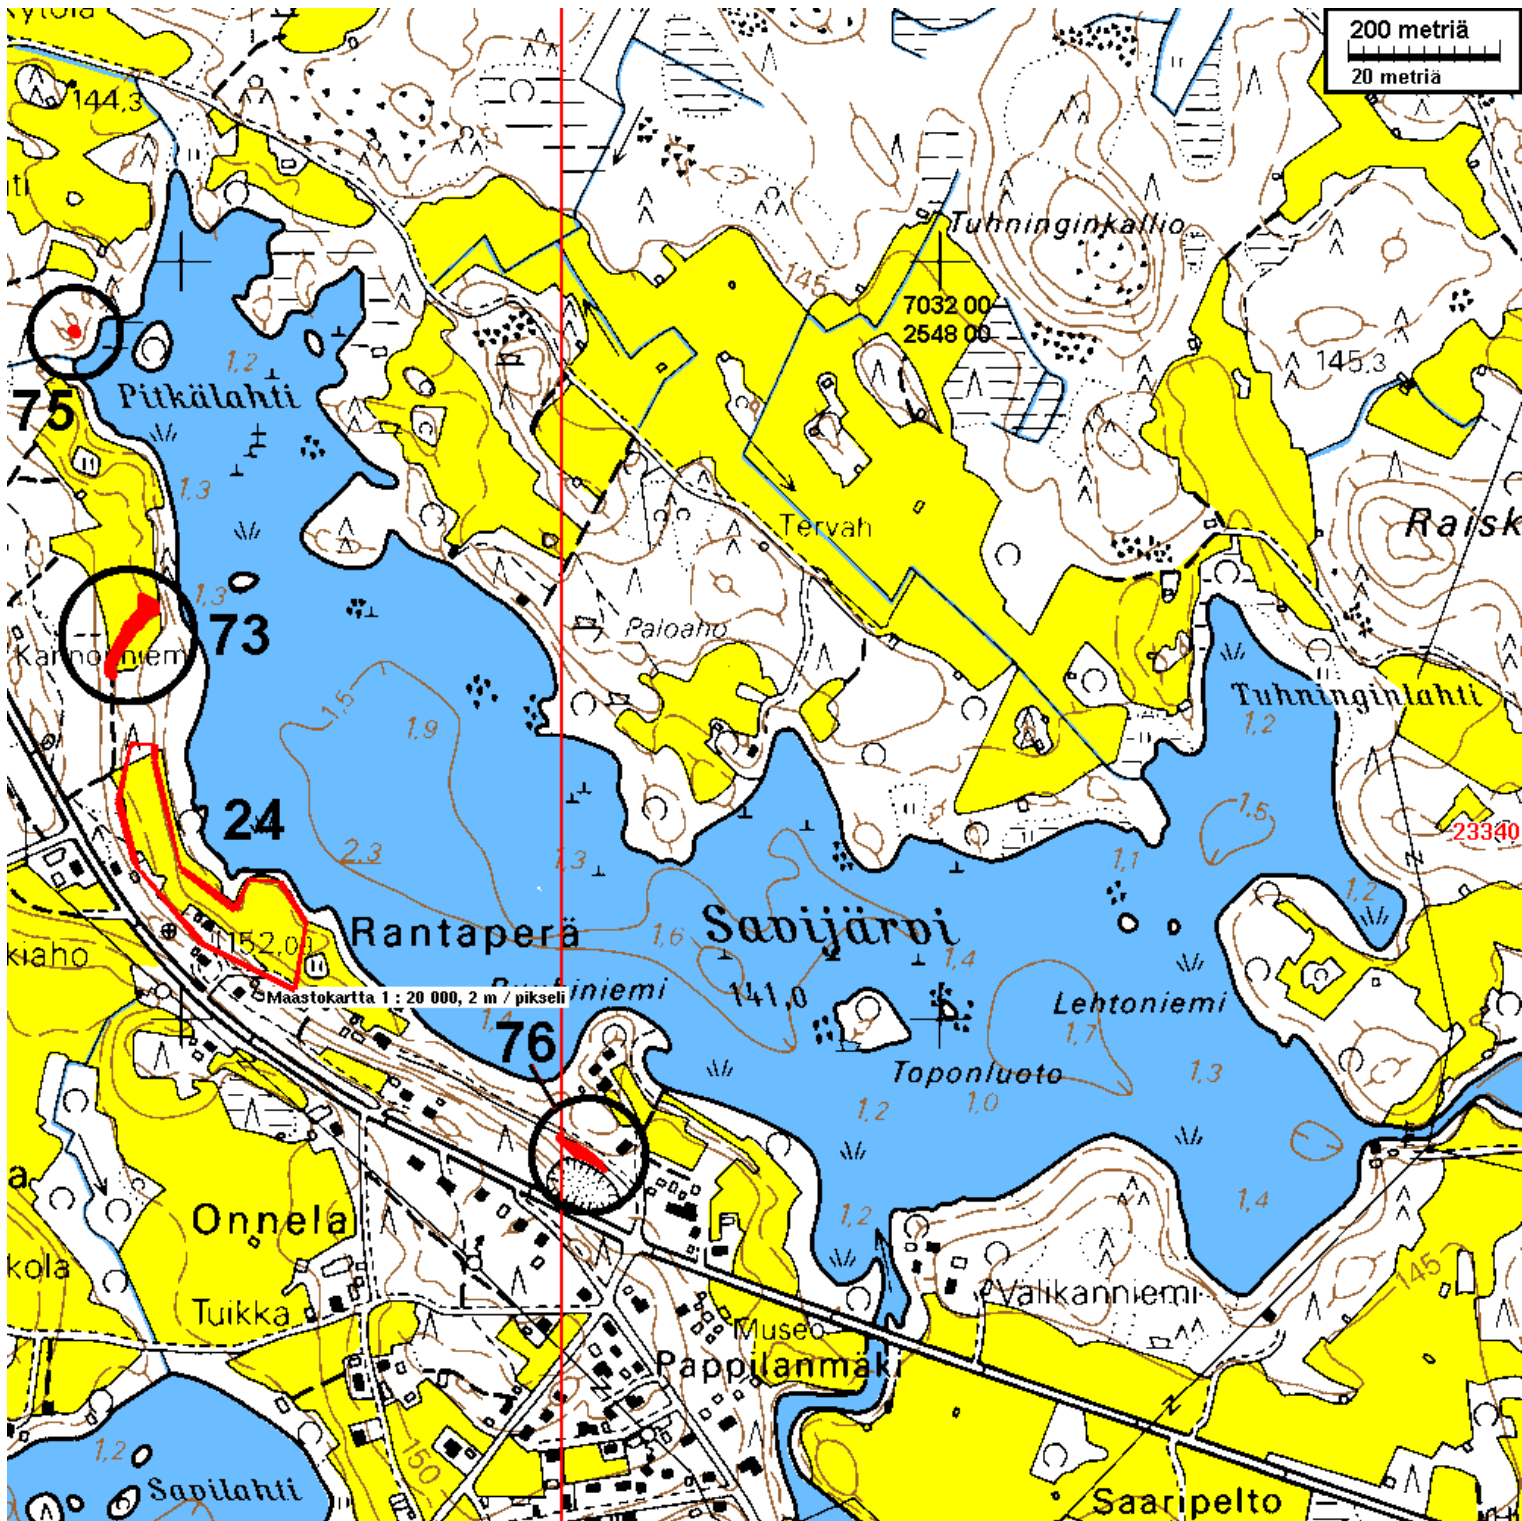 200 metriä
20 metriä
144,3
Tuhninginkallio
145
7032 00
2548 00
145,3
1,2
75
Pitkälahti
1,3
Tervah
Raisk
1,3
73
Paloaho
Tuhninginlahti
1,5
1,9
1,2
24
1,5
23340
2,3
1,3
1,1
1,2
Rantaperä
1,6
Savijärvi
152,0
kiaho
1,4
141,0
Lehtoniemi
Maastokartta 1 : 20 000, 2 m / pikseli
1,4
76
1,7
Toponluoto
1,3
1,2
1,0
a
Onnela
1,2
1,4
kola
145
Välikanniemi
Tuikka
Museo
Pappilanmäki
1,2
150
Savilahti
Saaripelto